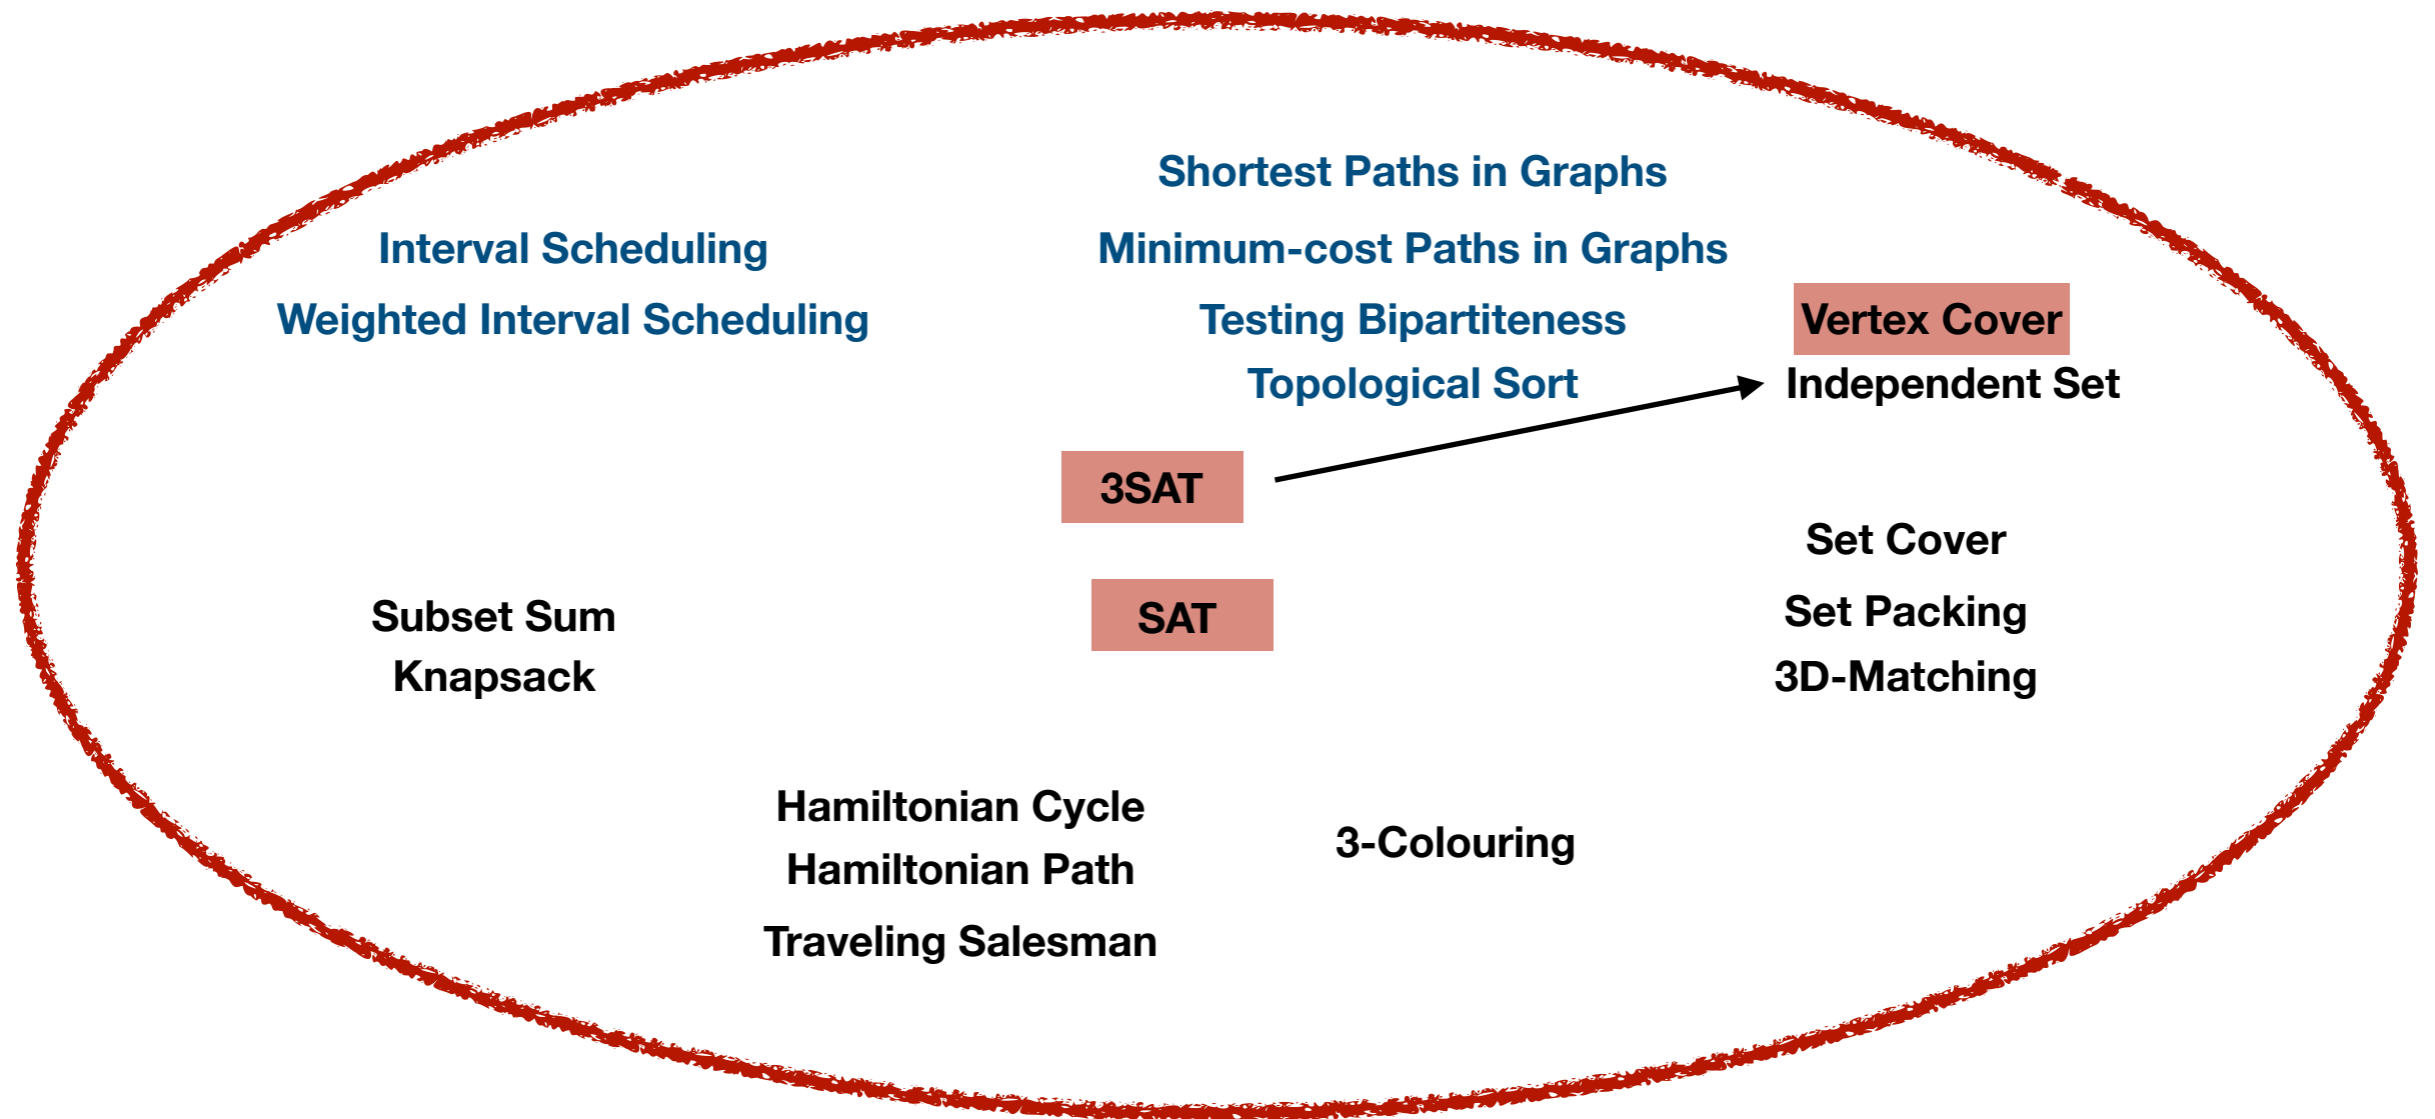 Shortest Paths in Graphs
Interval Scheduling
Minimum-cost Paths in Graphs
Weighted Interval Scheduling
Testing Bipartiteness
Vertex Cover
Topological Sort
Independent Set
3SAT
Set Cover
Subset Sum
SAT
Set Packing
Knapsack
3D-Matching
Hamiltonian Cycle
3-Colouring
Hamiltonian Path
Traveling Salesman